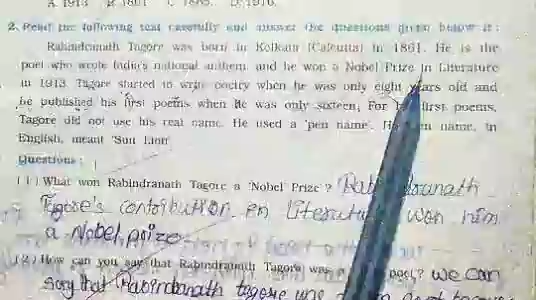 A. 1913 B. 1861 C.
2. Read the following text carefully and answer the questions given below it :
Rabindranath Tagore was born in Kolkata (Calcutta) in 1861. He is the
poet who wrote India's national anthem and he won a Nobel Prize in Literature
in 1913. Tagore started to write poetry when he was only eight years old and
he published his first poems when he was only sixteen, For first poems,
Tagore did not use his real name. He used a 'pen name'. pen name, in
English, meant 'Sun Lion'
Questions :
(1) What won Rabindranath Tagore a 'Nobel Prize' ?
Tagore's contribution en Literature won him
a Nobel prize
(2) How can you say that Rabindranath Tagore was poet? we can
say that Rabindanath tagore was